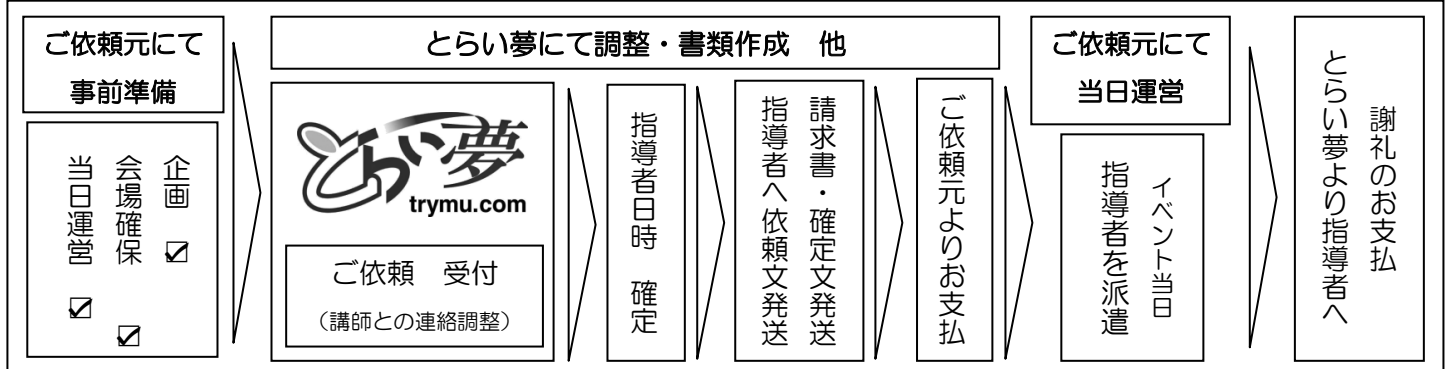 ご依頼元にて
事前準備
企画 ☑
会場確保 ☑
当日運営 ☑
とらい夢にて調整・書類作成　他
とらい夢
trymu.com
ご依頼　受付
（講師との連絡調整）
指導者日時　確定
請求書・確定文発送
指導者へ依頼文発送
ご依頼元よりお支払
ご依頼元にて
当日運営
イベント当日
指導者を派遣
謝礼のお支払
とらい夢より指導者へ